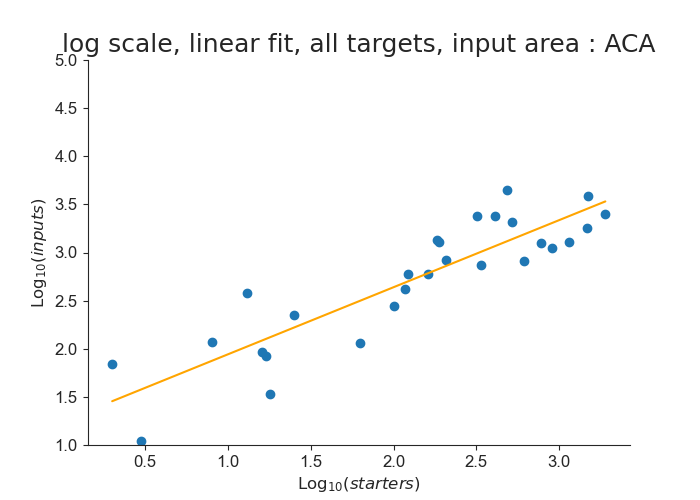 log scale, linear fit, all targets, input area : ACA
5.0
4.5
4.0
3.5
3.0
2.5
2.0
1.5
1.0
Log₁₀(inputs)
0.5 1.0 1.5 2.0 2.5 3.0
Log₁₀(starters)